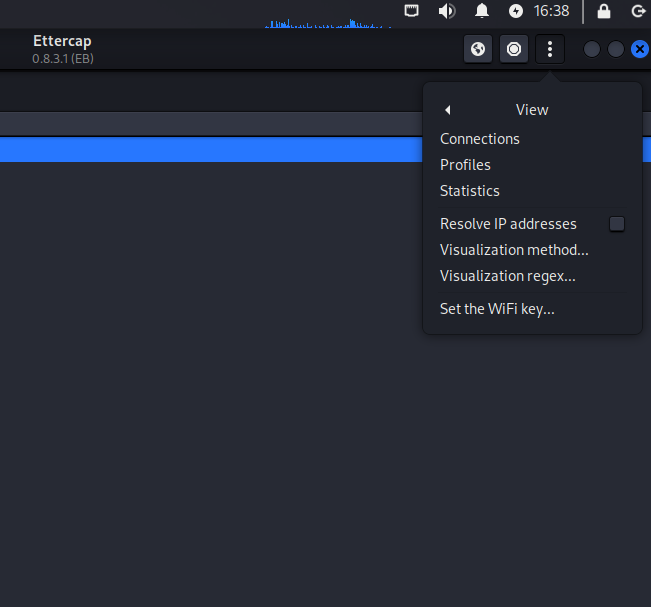 16:38
Ettercap
0.8.3.1 (EB)
View
Connections
Profiles
Statistics
Resolve IP addresses
Visualization method...
Visualization regex...
Set the WiFi key...